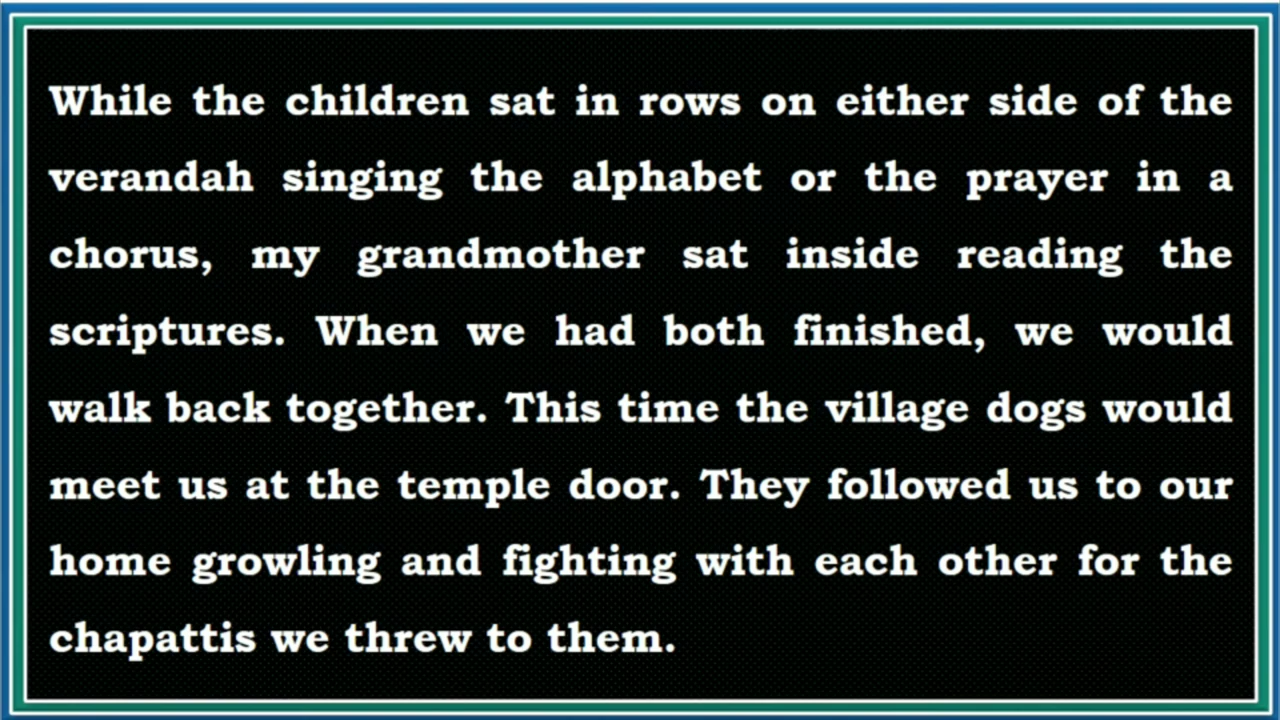 While the children sat in rows on either side of the
verandah singing the alphabet or the prayer in a
chorus, my grandmother sat inside reading the
scriptures. When we had both finished, we would
walk back together. This time the village dogs would
meet us at the temple door. They followed us to our
home growling and fighting with each other for the
chapattis we threw to them.